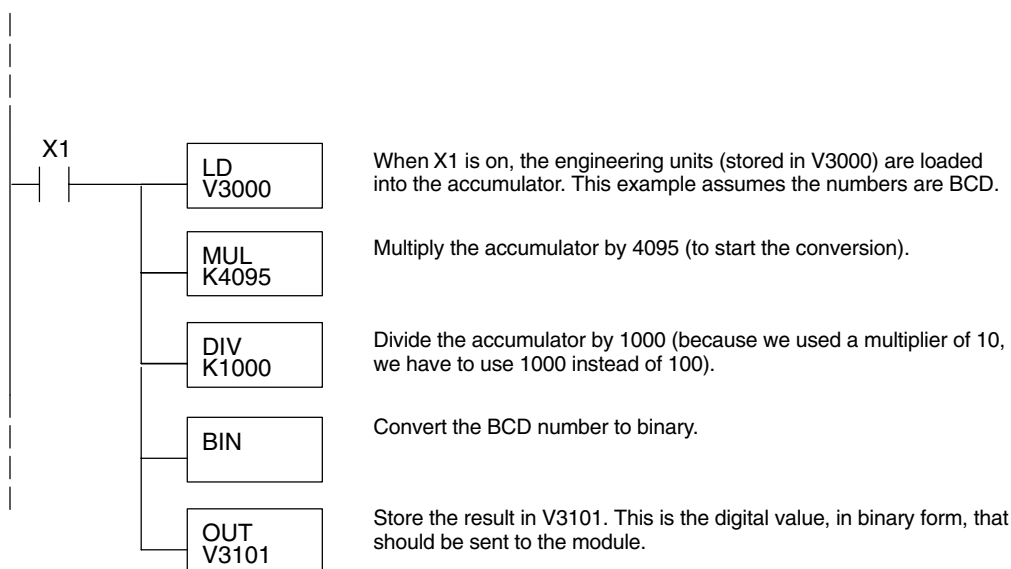 X1
LD
V3000
When X1 is on, the engineering units (stored in V3000) are loaded
into the accumulator. This example assumes the numbers are BCD.
MUL
K4095
Multiply the accumulator by 4095 (to start the conversion).
DIV
K1000
Divide the accumulator by 1000 (because we used a multiplier of 10,
we have to use 1000 instead of 100).
BIN
Convert the BCD number to binary.
OUT
V3101
Store the result in V3101. This is the digital value, in binary form, that
should be sent to the module.